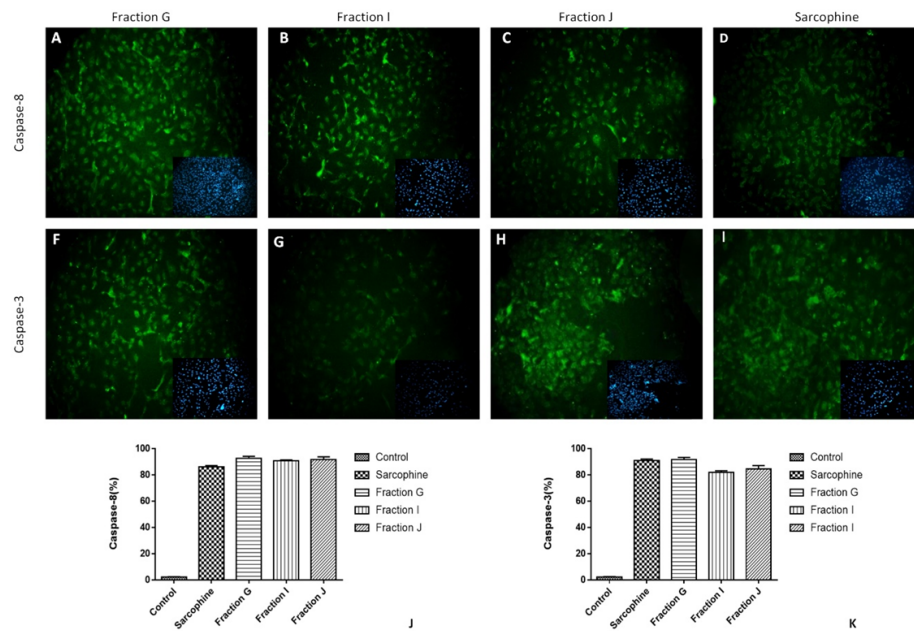 Fraction G Fraction I Fraction J Sarcophine
Caspase-8
A B C D
Caspase-3
F G H I
Caspase-8(%)
100
80
60
40
20
0
Control
Sarcophine
Fraction G
Fraction I
Fraction J
Control
Sarcophine
Fraction G
Fraction I
Fraction J
J
Caspase-3(%)
100
80
60
40
20
0
Control
Sarcophine
Fraction G
Fraction I
Fraction J
Control
Sarcophine
Fraction G
Fraction I
Fraction I
K